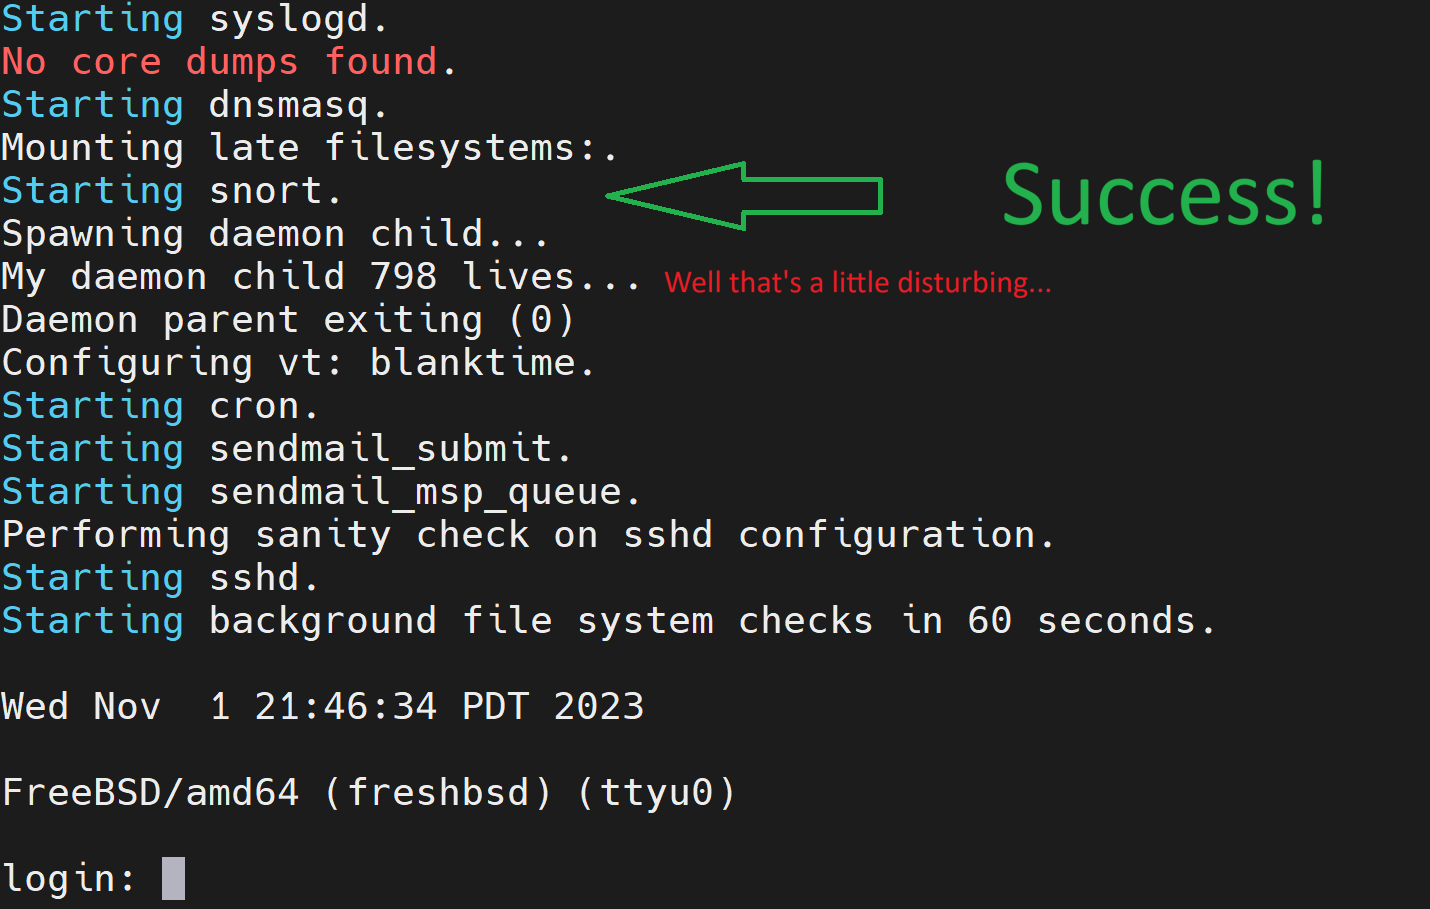 Starting syslogd.
No core dumps found.
Starting dnsmasq.
Mounting late filesystems:.
Starting snort.
Success!
Spawning daemon child...
My daemon child 798 lives... Well that's a little disturbing...
Daemon parent exiting (0)
Configuring vt: blanktime.
Starting cron.
Starting sendmail_submit.
Starting sendmail_msp_queue.
Performing sanity check on sshd configuration.
Starting sshd.
Starting background file system checks in 60 seconds.
Wed Nov  1 21:46:34 PDT 2023
FreeBSD/amd64 (freshbsd) (ttyu0)
login: